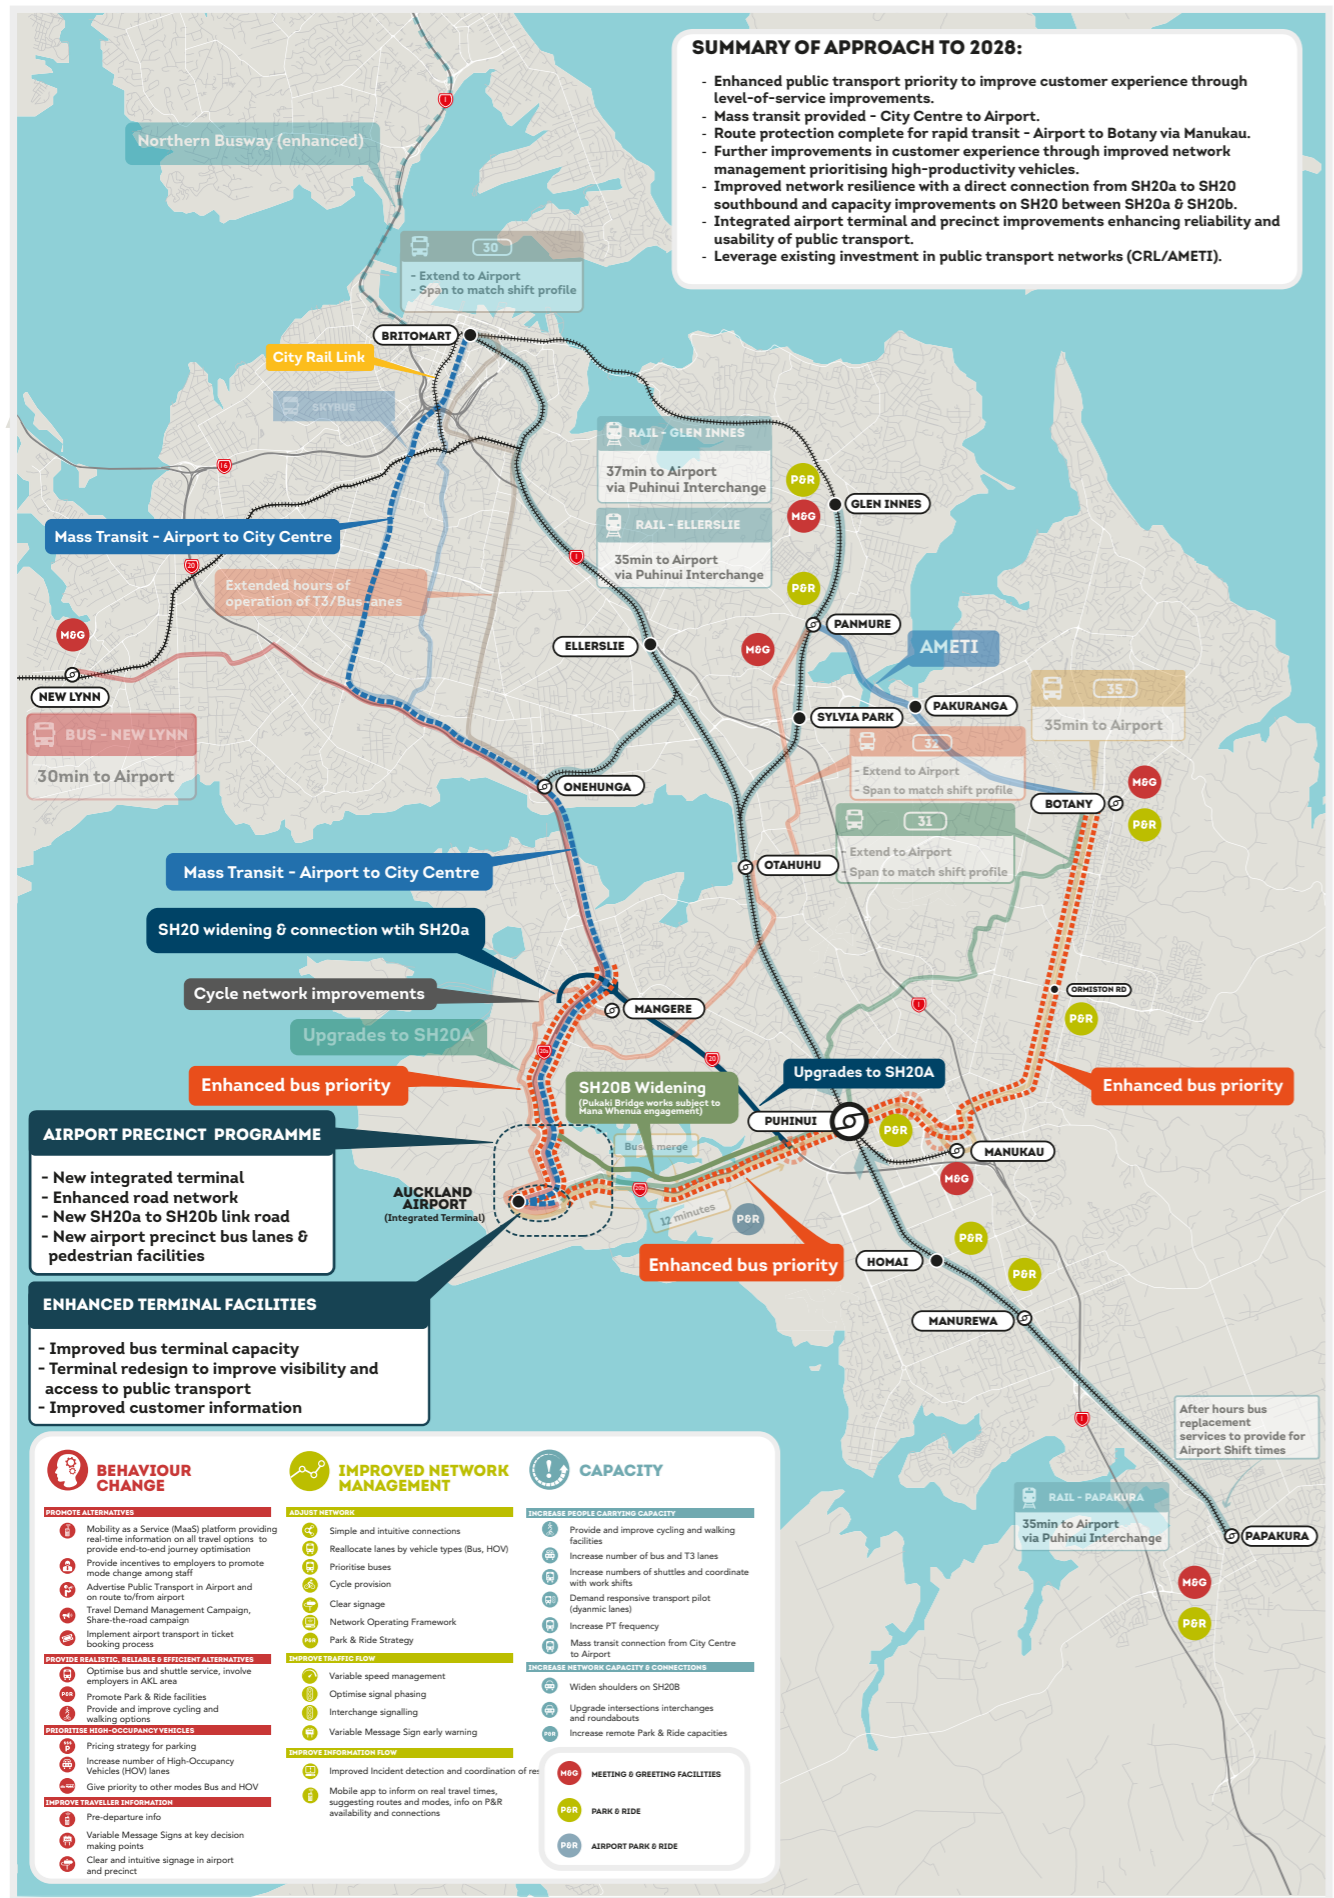 SUMMARY OF APPROACH TO 2028:
- Enhanced public transport priority to improve customer experience through
level-of-service improvements.
- Mass transit provided - City Centre to Airport.
- Route protection complete for rapid transit - Airport to Botany via Manukau.
- Further improvements in customer experience through improved network
management prioritising high-productivity vehicles.
- Improved network resilience with a direct connection from SH20a to SH20
southbound and capacity improvements on SH20 between SH20a & SH20b.
- Integrated airport terminal and precinct improvements enhancing reliability and
usability of public transport.
- Leverage existing investment in public transport networks (CRL/AMETI).
1
Northern Busway (enhanced)
30
- Extend to Airport
- Span to match shift profile
BRITOMART
City Rail Link
SKYBUS
16
RAIL - GLEN INNES
37min to Airport
via Puhinui Interchange
P&R
M&G
GLEN INNES
RAIL - ELLERSLIE
35min to Airport
via Puhinui Interchange
P&R
1
Mass Transit - Airport to City Centre
20
Extended hours of
operation of T3/Bus lanes
M&G
NEW LYNN
BUS - NEW LYNN
30min to Airport
ELLERSLIE
PANMURE
M&G
AMETI
SYLVIA PARK
PAKURANGA
35
35min to Airport
32
- Extend to Airport
- Span to match shift profile
BOTANY
M&G
P&R
31
- Extend to Airport
- Span to match shift profile
ONEHUNGA
OTAHUHU
Mass Transit - Airport to City Centre
SH20 widening & connection wtih SH20a
Cycle network improvements
Upgrades to SH20A
Enhanced bus priority
MANGERE
20A
20
1
ORMISTON RD
P&R
Enhanced bus priority
Upgrades to SH20A
SH20B Widening
(Pukaki Bridge works subject to
Mana Whenua engagement)
PUHINUI
P&R
MANUKAU
M&G
Buses merge
20B
12 minutes
P&R
Enhanced bus priority
AIRPORT PRECINCT PROGRAMME
- New integrated terminal
- Enhanced road network
- New SH20a to SH20b link road
- New airport precinct bus lanes &
pedestrian facilities
AUCKLAND
AIRPORT
(Integrated Terminal)
ENHANCED TERMINAL FACILITIES
- Improved bus terminal capacity
- Terminal redesign to improve visibility and
access to public transport
- Improved customer information
HOMAI
P&R
P&R
MANUREWA
1
After hours bus
replacement
services to provide for
Airport Shift times
RAIL - PAPAKURA
35min to Airport
via Puhinui Interchange
PAPAKURA
M&G
P&R
BEHAVIOUR
CHANGE
PROMOTE ALTERNATIVES
Mobility as a Service (MaaS) platform providing
real-time information on all travel options to
provide end-to-end journey optimisation
Provide incentives to employers to promote
mode change among staff
Advertise Public Transport in Airport and
on route to/from airport
Travel Demand Management Campaign,
Share-the-road campaign
Implement airport transport in ticket
booking process
PROVIDE REALISTIC, RELIABLE & EFFICIENT ALTERNATIVES
Optimise bus and shuttle service, involve
employers in AKL area
P&R
Promote Park & Ride facilities
Provide and improve cycling and
walking options
PRIORITISE HIGH-OCCUPANCY VEHICLES
Pricing strategy for parking
Increase number of High-Occupancy
Vehicles (HOV) lanes
Give priority to other modes Bus and HOV
IMPROVE TRAVELLER INFORMATION
Pre-departure info
Variable Message Signs at key decision
making points
Clear and intuitive signage in airport
and precinct
IMPROVED NETWORK
MANAGEMENT
ADJUST NETWORK
Simple and intuitive connections
Reallocate lanes by vehicle types (Bus, HOV)
Prioritise buses
Cycle provision
Clear signage
Network Operating Framework
P&R
Park & Ride Strategy
IMPROVE TRAFFIC FLOW
Variable speed management
Optimise signal phasing
Interchange signalling
Variable Message Sign early warning
IMPROVE INFORMATION FLOW
Improved Incident detection and coordination of res
Mobile app to inform on real travel times,
suggesting routes and modes, info on P&R
availability and connections
CAPACITY
INCREASE PEOPLE CARRYING CAPACITY
Provide and improve cycling and walking
facilities
Increase number of bus and T3 lanes
Increase numbers of shuttles and coordinate
with work shifts
Demand responsive transport pilot
(dyanmic lanes)
Increase PT frequency
Mass transit connection from City Centre
to Airport
INCREASE NETWORK CAPACITY & CONNECTIONS
Widen shoulders on SH20B
Upgrade intersections interchanges
and roundabouts
P&R
Increase remote Park & Ride capacities
M&G
MEETING & GREETING FACILITIES
P&R
PARK & RIDE
P&R
AIRPORT PARK & RIDE